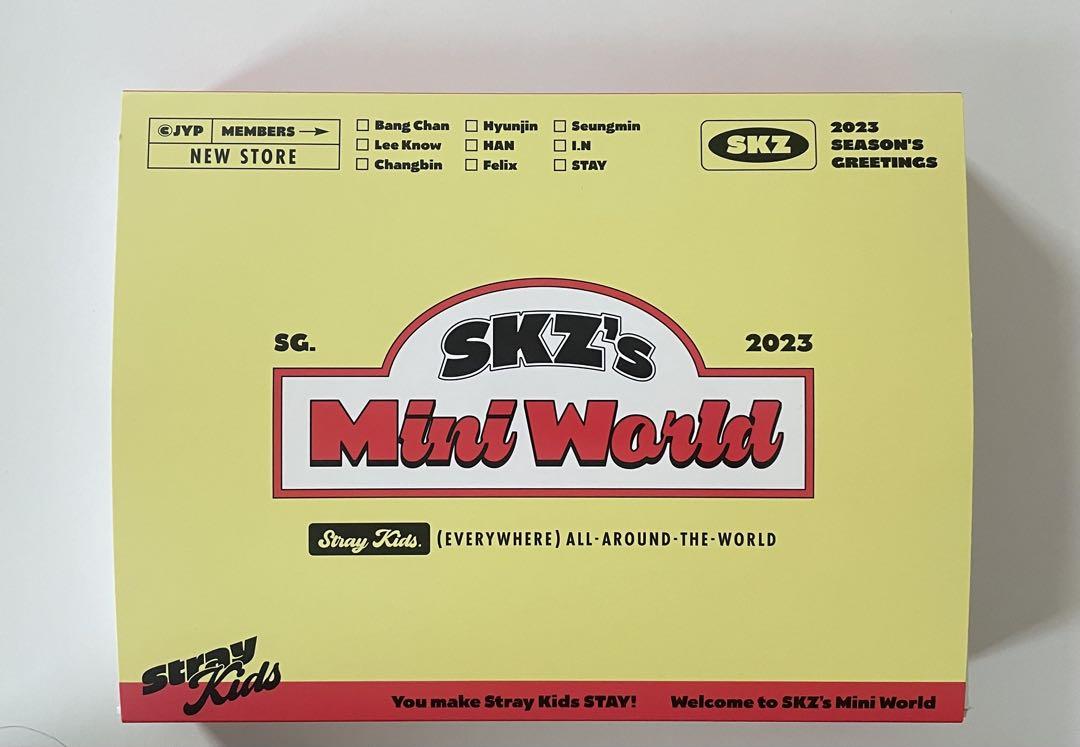 ©JYP MEMBERS →
NEW STORE
☐ Bang Chan ☐ Hyunjin ☐ Seungmin
☐ Lee Know ☐ HAN ☐ I.N
☐ Changbin ☐ Felix ☐ STAY
SKZ
2023
SEASON'S
GREETINGS
SG.
SKZ's
2023
Mini World
Stray Kids. (EVERYWHERE) ALL-AROUND-THE-WORLD
Stray
Kids
You make Stray Kids STAY! Welcome to SKZ's Mini World